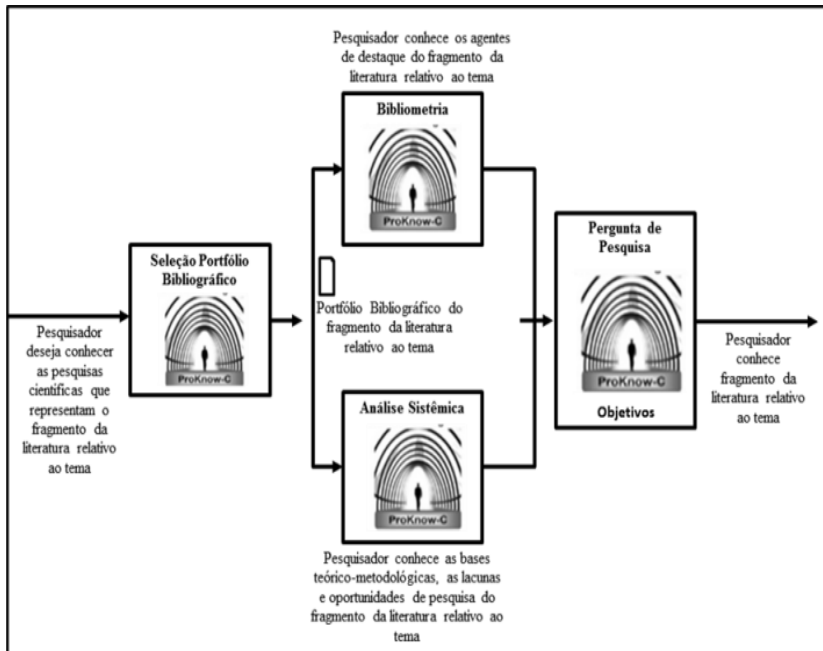 Pesquisador deseja conhecer
as pesquisas
científicas que
representam o
fragmento da
literatura relativo
ao tema
Seleção Portfólio
Bibliográfico
ProKnow-C
Pesquisador conhece os agentes
de destaque do fragmento da
literatura relativo ao tema
Bibliometria
ProKnow-C
Portfólio Bibliográfico do
fragmento da literatura
relativo ao tema
Análise Sistêmica
ProKnow-C
Pesquisador conhece as bases
teórico-metodológicas, as lacunas
e oportunidades de pesquisa do
fragmento da literatura relativo ao
tema
Pergunta de
Pesquisa
ProKnow-C
Objetivos
Pesquisador
conhece
fragmento da
literatura relativo
ao tema